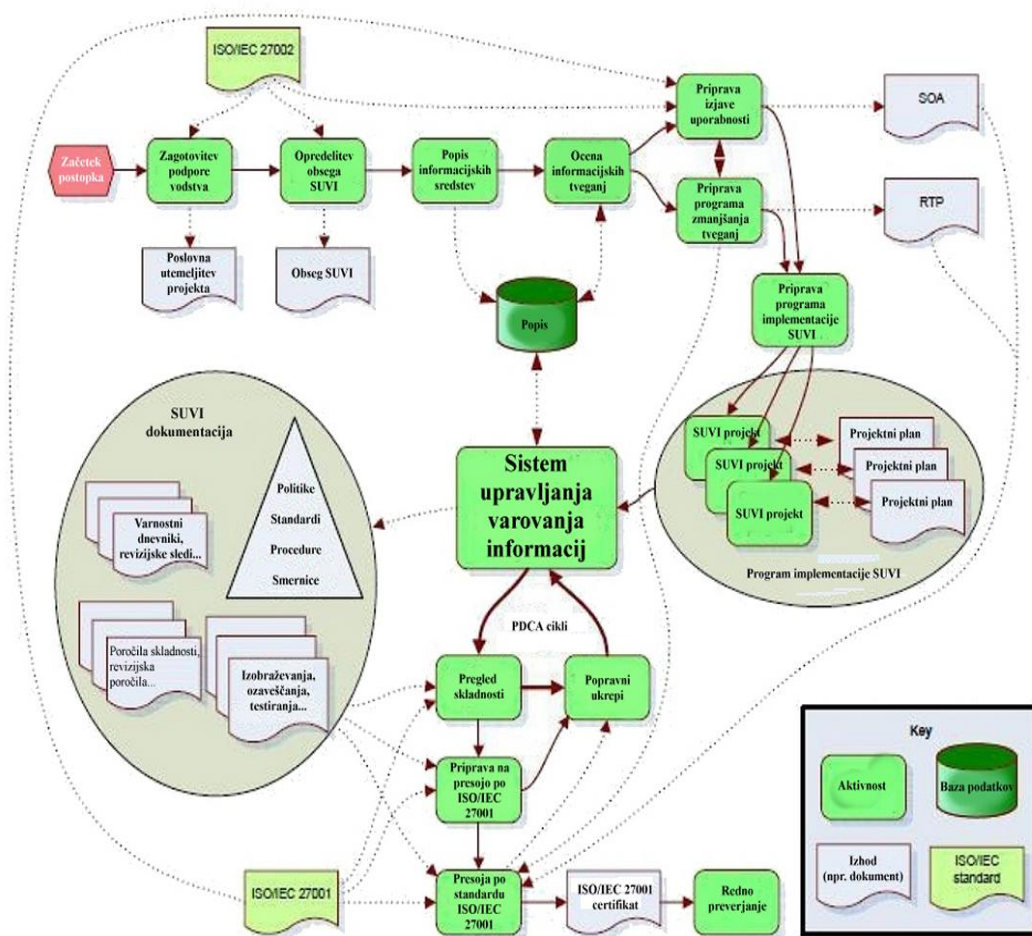 ISO/IEC 27002
Začetek
postopka
Zagotovitev
podpore
vodstva
Opredelitev
obsega
SUVI
Popis
informacijskih
sredstev
Ocena
informacijskih
tveganj
Priprava
izjave
uporabnosti
SOA
Priprava
programa
zmanjšanja
tveganj
RTP
Poslovna
utemeljitev
projekta
Obseg SUVI
Popis
Priprava
programa
implementacije
SUVI
SUVI
dokumentacija
Politike
Standardi
Procedure
Smernice
Varnostni
dnevniki,
revizijske sledi...
Poročila skladnosti,
revizijska
poročila...
Izobraževanja,
ozaveščanja,
testiranja...
Sistem
upravljanja
varovanja
informacij
SUVI projekt
SUVI projekt
SUVI projekt
Projektni plan
Projektni plan
Projektni plan
Program implementacije SUVI
PDCA cikli
Pregled
skladnosti
Popravni
ukrepi
Priprava na
presojo po
ISO/IEC
27001
ISO/IEC 27001
Presoja po
standardu
ISO/IEC
27001
ISO/IEC 27001
certifikat
Redno
preverjanje
Key
Aktivnost
Baza podatkov
Izhod
(npr. dokument)
ISO/IEC
standard